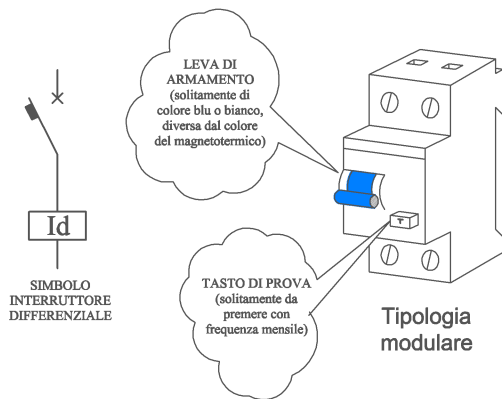 LEVA DI
ARMAMENTO
(solitamente di
colore blu o bianco,
diversa dal colore
del magnetotermico)
Id
SIMBOLO
INTERRUTTORE
DIFFERENZIALE
T
TASTO DI PROVA
(solitamente da
premere con
frequenza mensile)
Tipologia
modulare